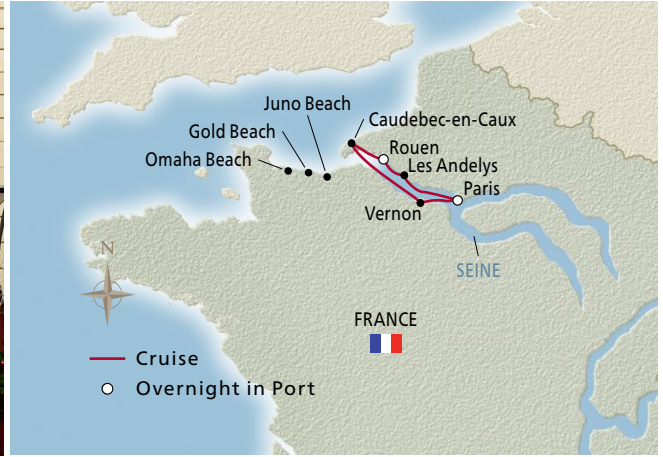 Juno Beach
Caudebec-en-Caux
Gold Beach
Rouen
Omaha Beach
Les Andelys
Paris
Vernon
N
SEINE
FRANCE
Cruise
Overnight in Port